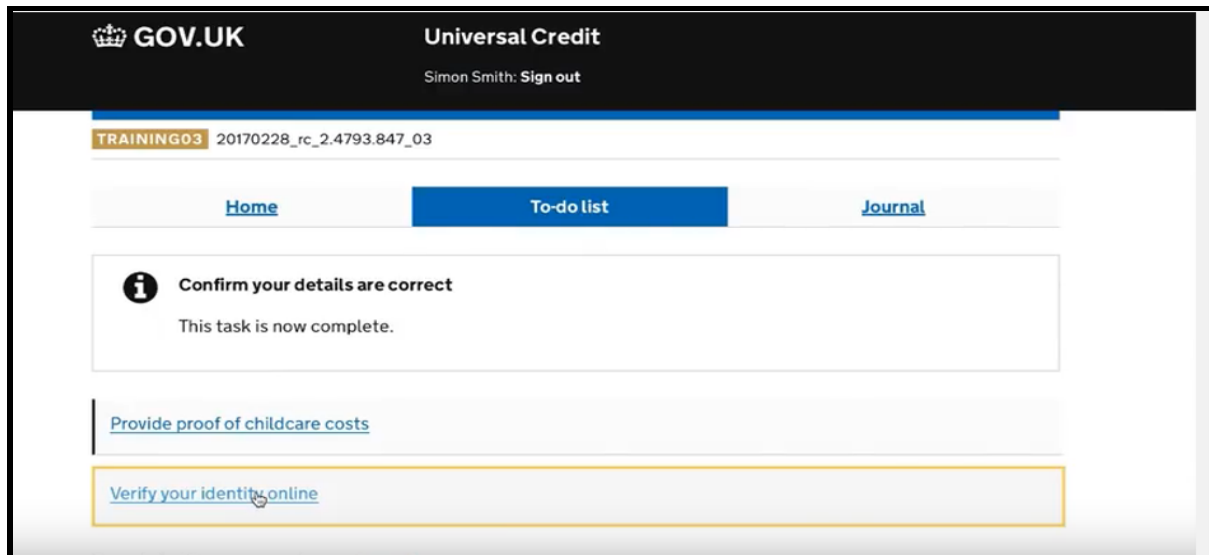 GOV.UK Universal Credit
Simon Smith: Sign out
TRAINING03 20170228_rc_2.4793.847_03
Home To-do list Journal
Confirm your details are correct
This task is now complete.
Provide proof of childcare costs
Verify your identity online